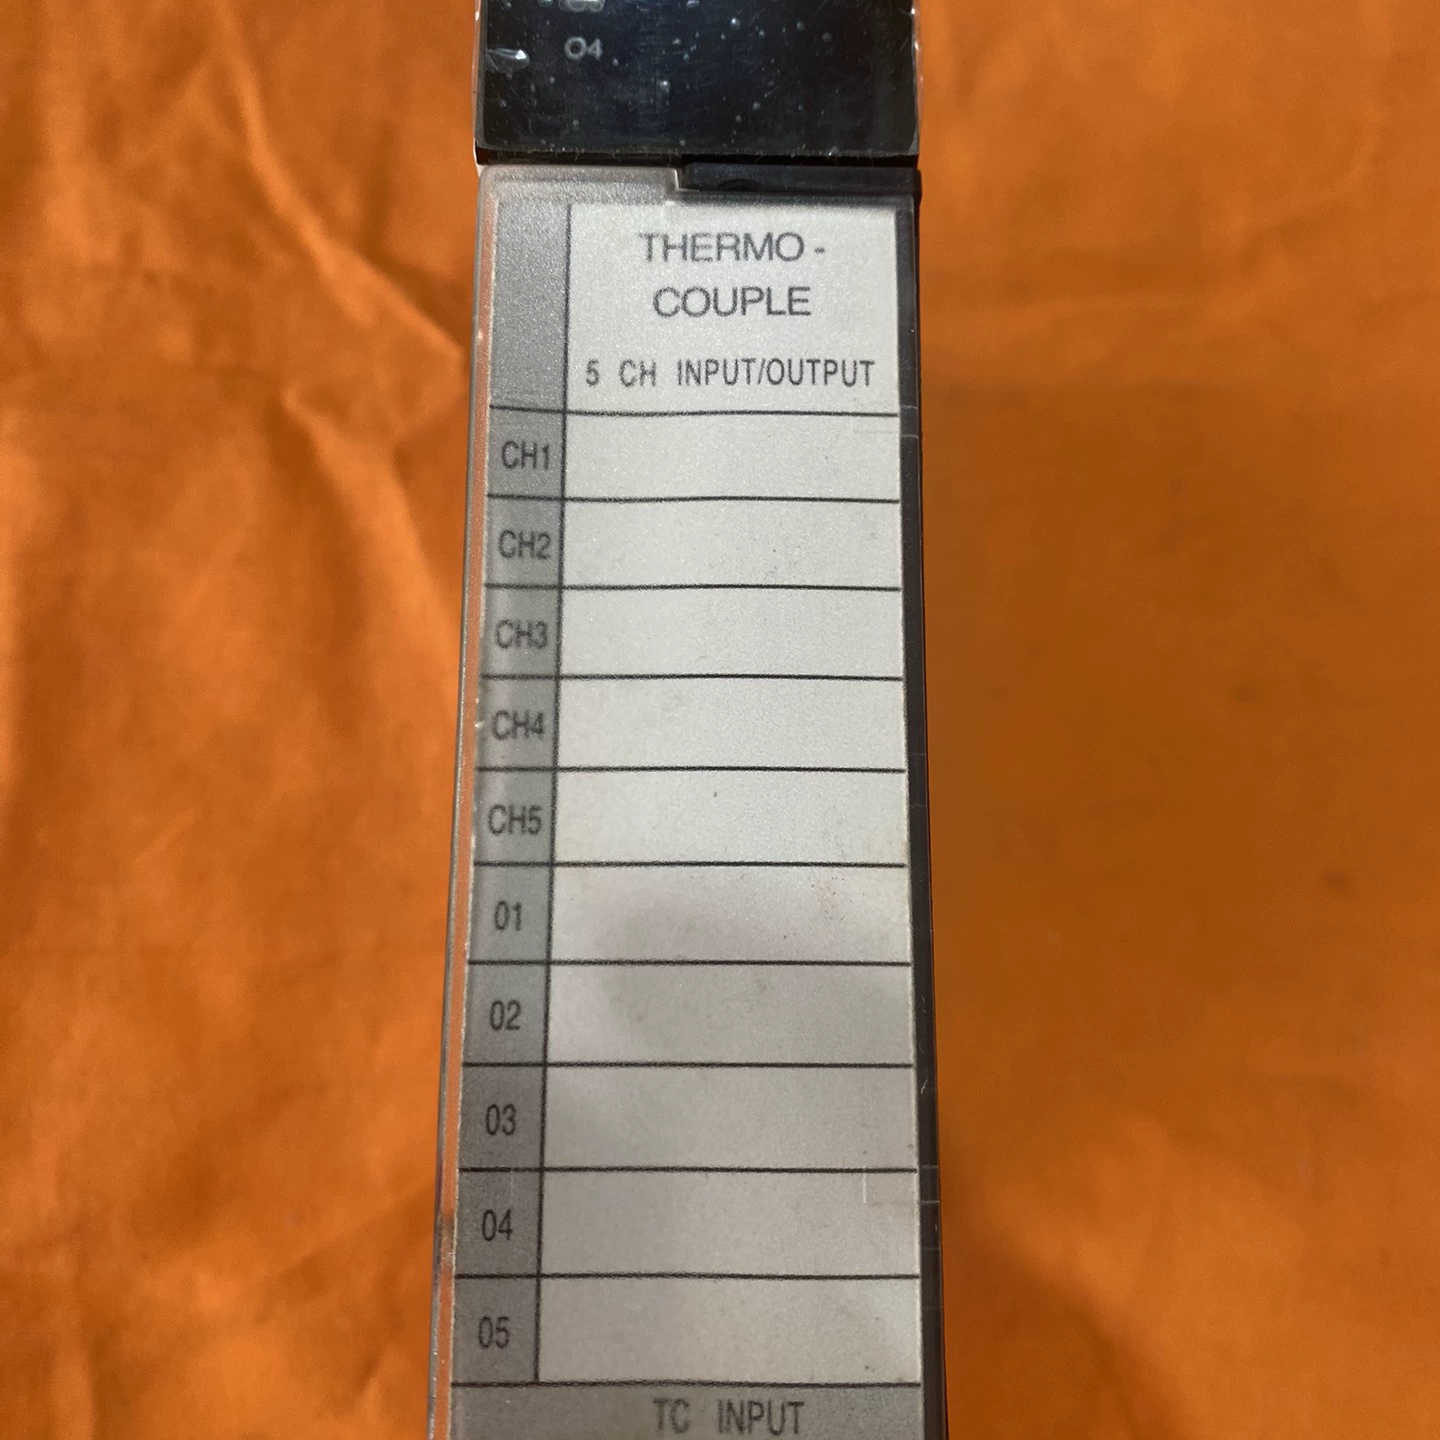 O4
THERMO -
COUPLE
5 CH INPUT/OUTPUT
CH1
CH2
CH3
CH4
CH5
01
02
03
04
05
TC INPUT